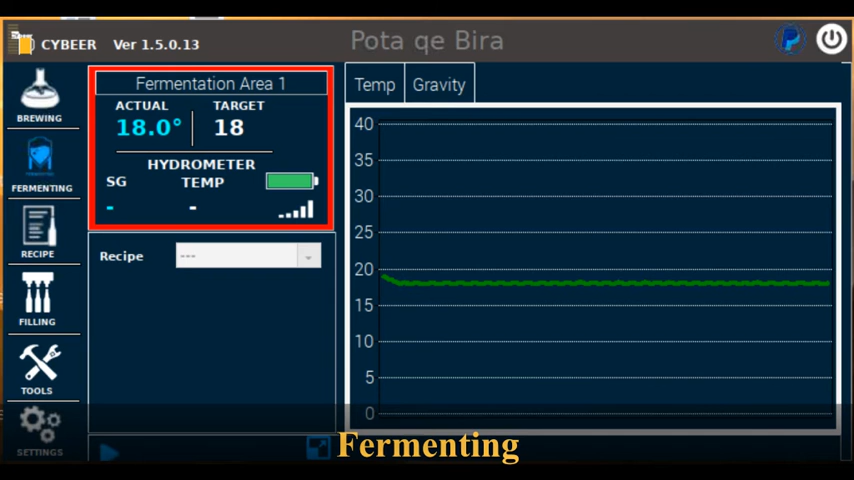 CYBEER Ver 1.5.0.13
Pota qe Bira
BREWING
FERMENTING
RECIPE
FILLING
TOOLS
SETTINGS
Fermentation Area 1
ACTUAL TARGET
18.0° 18
HYDROMETER
SG TEMP
- -
Recipe ---
Temp Gravity
40
35
30
25
20
15
10
5
0
Fermenting